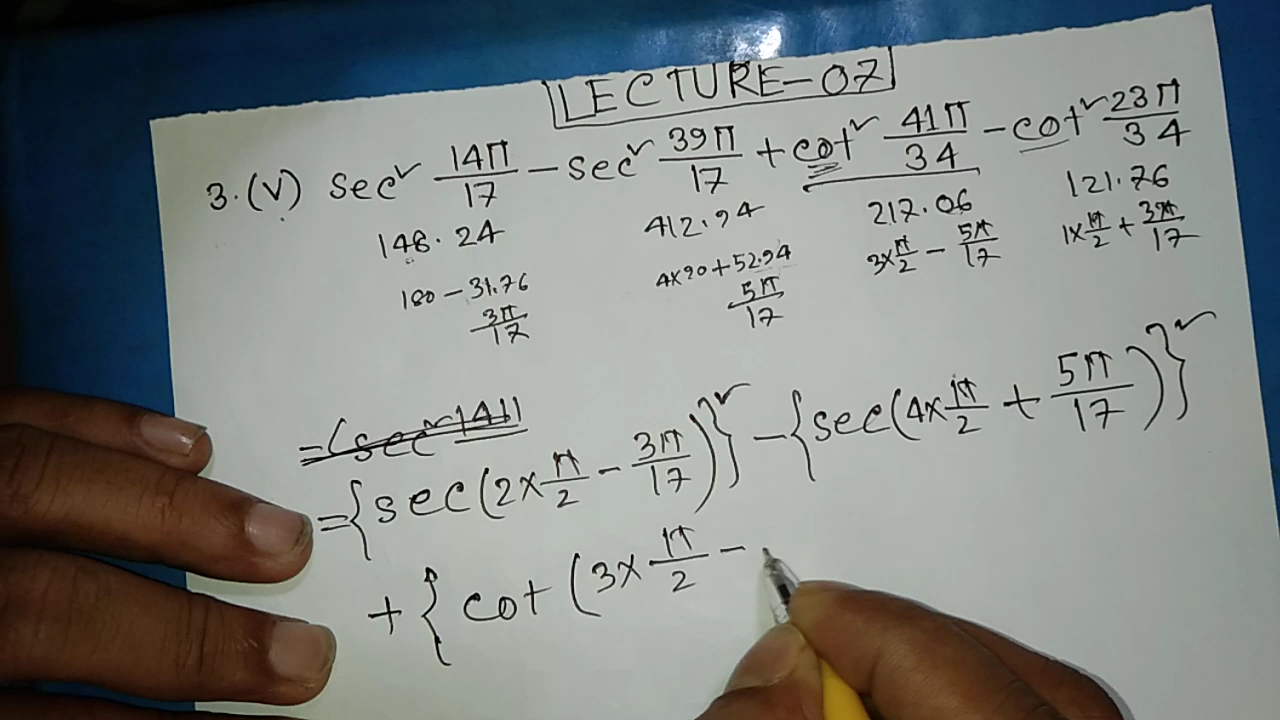 LECTURE-07
3.(v) sec² 14π/17 − sec² 39π/17 + cot² 41π/34 − cot² 23π/34
148.24 412.94 217.06 121.76
180 − 31.76 4×90+52.94 3×π/2 − 5π/17 1×π/2 + 3π/17
3π/17 5π/17
={sec(2×π/2 − 3π/17)}² − {sec(4×π/2 + 5π/17)}²
+ { cot (3×π/2 −